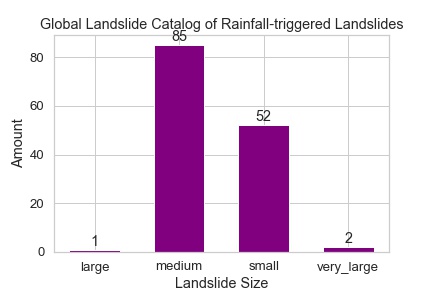 Global Landslide Catalog of Rainfall-triggered Landslides
85
80
60
52
40
20
1
2
0
large medium small very_large
Amount
Landslide Size